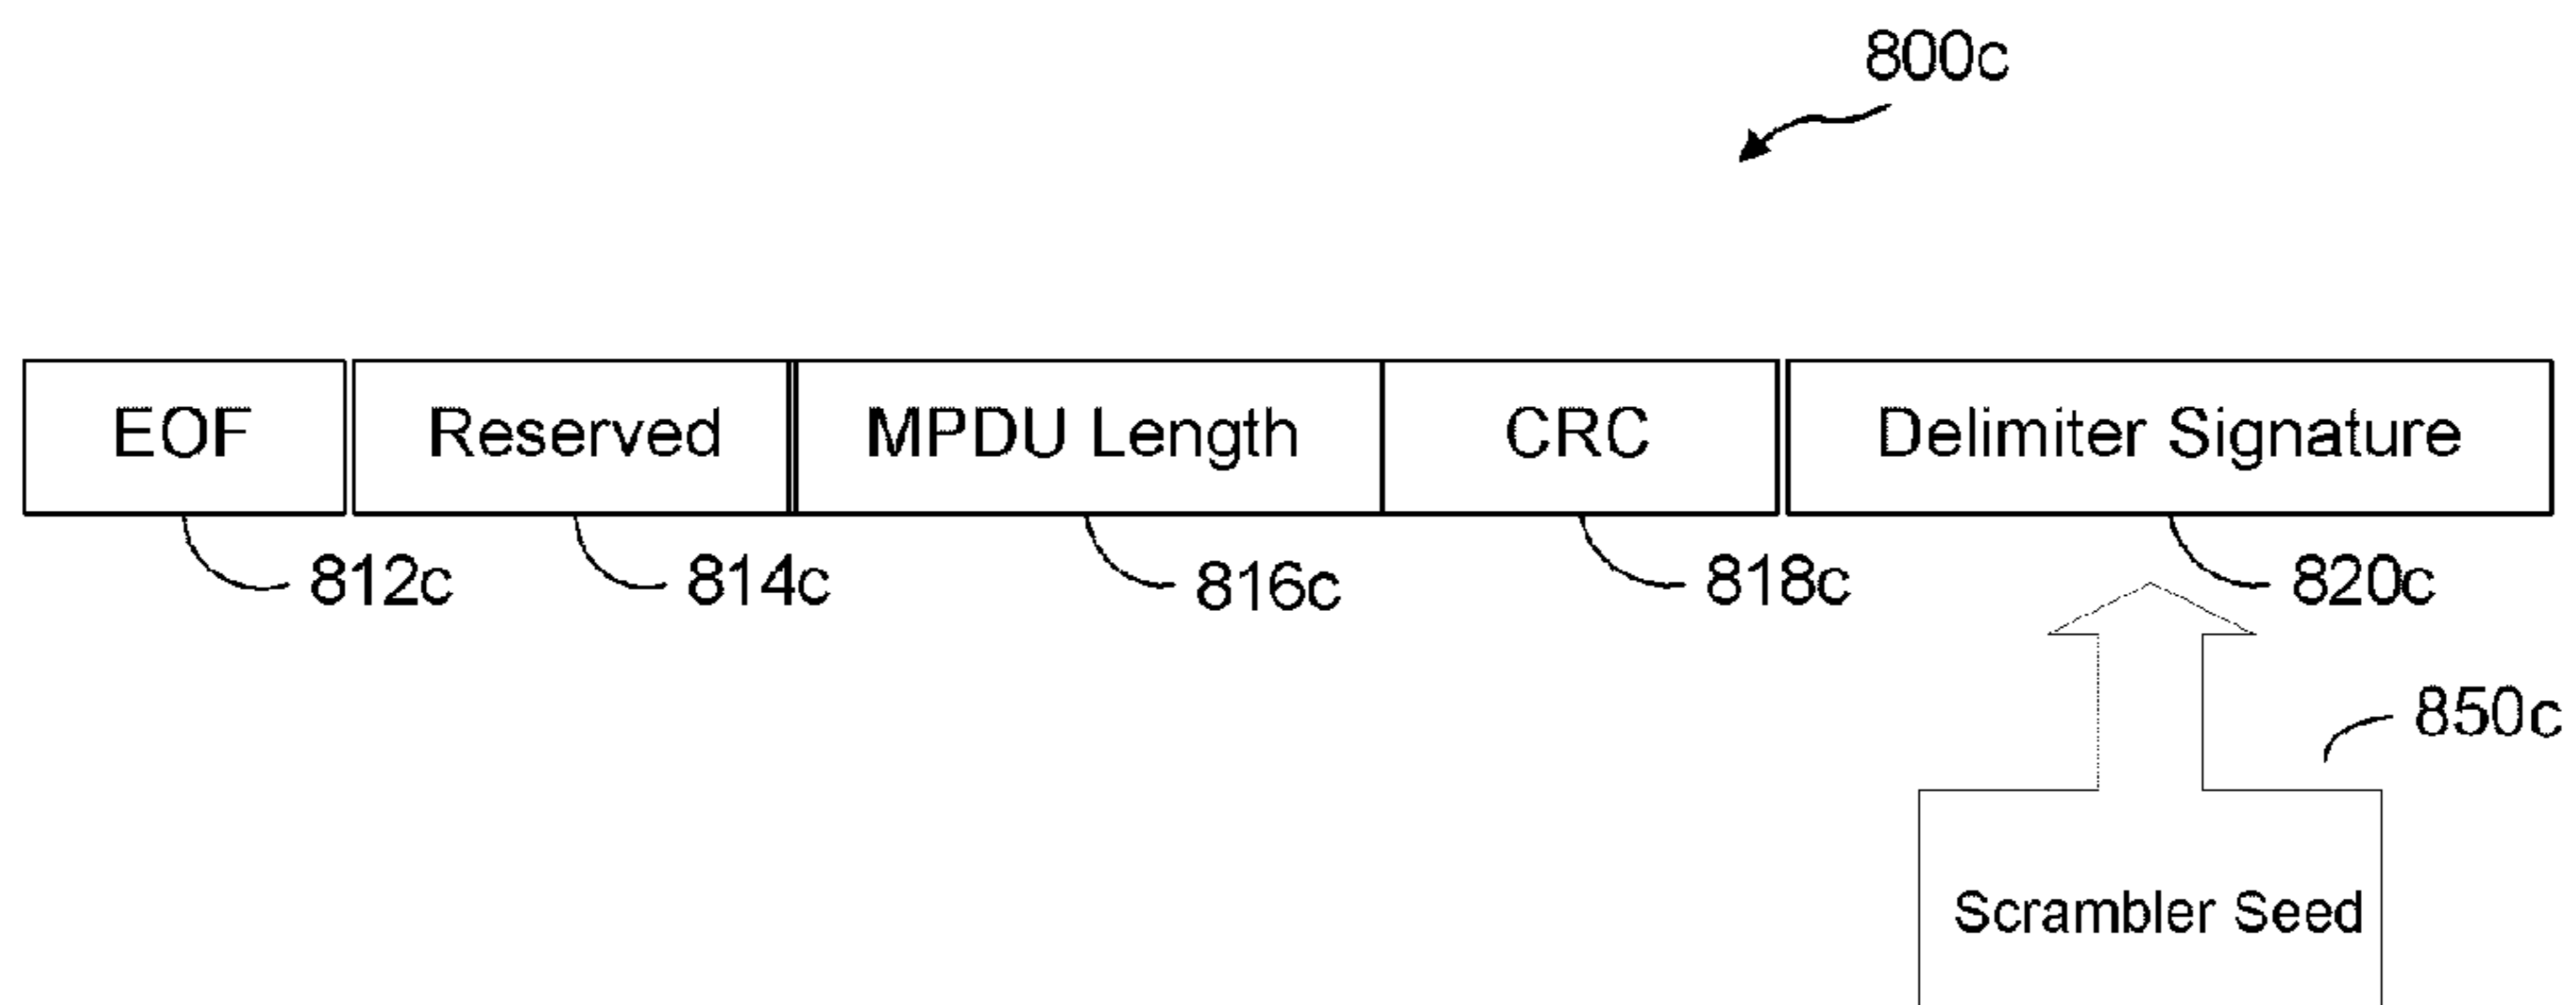 800c
EOF Reserved MPDU Length CRC Delimiter Signature
812c 814c 816c 818c 820c
850c
Scrambler Seed